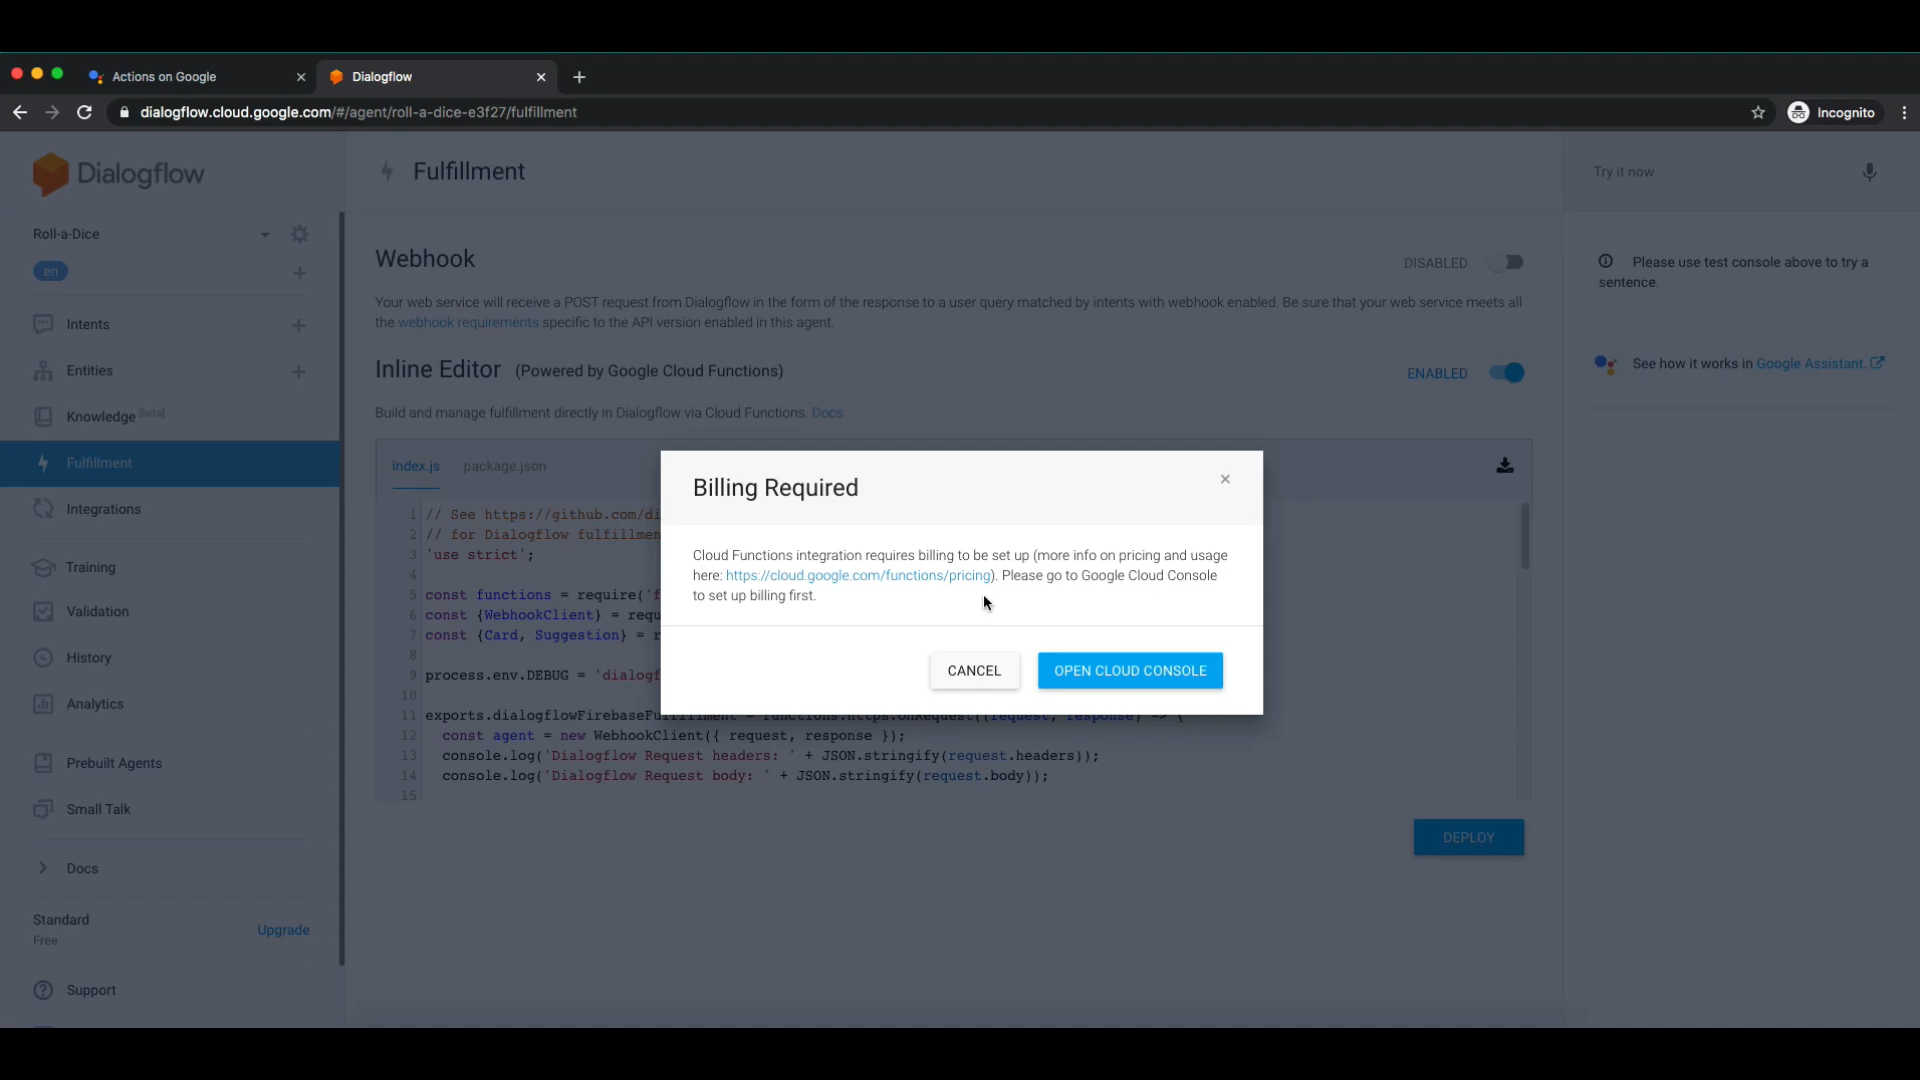 Actions on Google
Dialogflow
dialogflow.cloud.google.com/#/agent/roll-a-dice-e3f27/fulfillment
Incognito
Dialogflow
Roll-a-Dice
en
Intents
Entities
Knowledge [beta]
Fulfillment
Integrations
Training
Validation
History
Analytics
Prebuilt Agents
Small Talk
Docs
Standard
Free
Upgrade
Support
Fulfillment
Webhook
DISABLED
Your web service will receive a POST request from Dialogflow in the form of the response to a user query matched by intents with webhook enabled. Be sure that your web service meets all
the webhook requirements specific to the API version enabled in this agent.
Inline Editor (Powered by Google Cloud Functions)
ENABLED
Build and manage fulfillment directly in Dialogflow via Cloud Functions. Docs
index.js package.json
1 // See https://github.com/di
2 // for Dialogflow fulfillmen
3 'use strict';
4
5 const functions = require('f
6 const {WebhookClient} = requ
7 const {Card, Suggestion} = r
8
9 process.env.DEBUG = 'dialogf
10
11 exports.dialogflowFirebaseFulfillment = functions.https.onRequest((request, response) => {
12 const agent = new WebhookClient({ request, response });
13 console.log('Dialogflow Request headers: ' + JSON.stringify(request.headers));
14 console.log('Dialogflow Request body: ' + JSON.stringify(request.body));
15
DEPLOY
Billing Required
Cloud Functions integration requires billing to be set up (more info on pricing and usage
here: https://cloud.google.com/functions/pricing). Please go to Google Cloud Console
to set up billing first.
CANCEL
OPEN CLOUD CONSOLE
Try it now
Please use test console above to try a
sentence.
See how it works in Google Assistant.